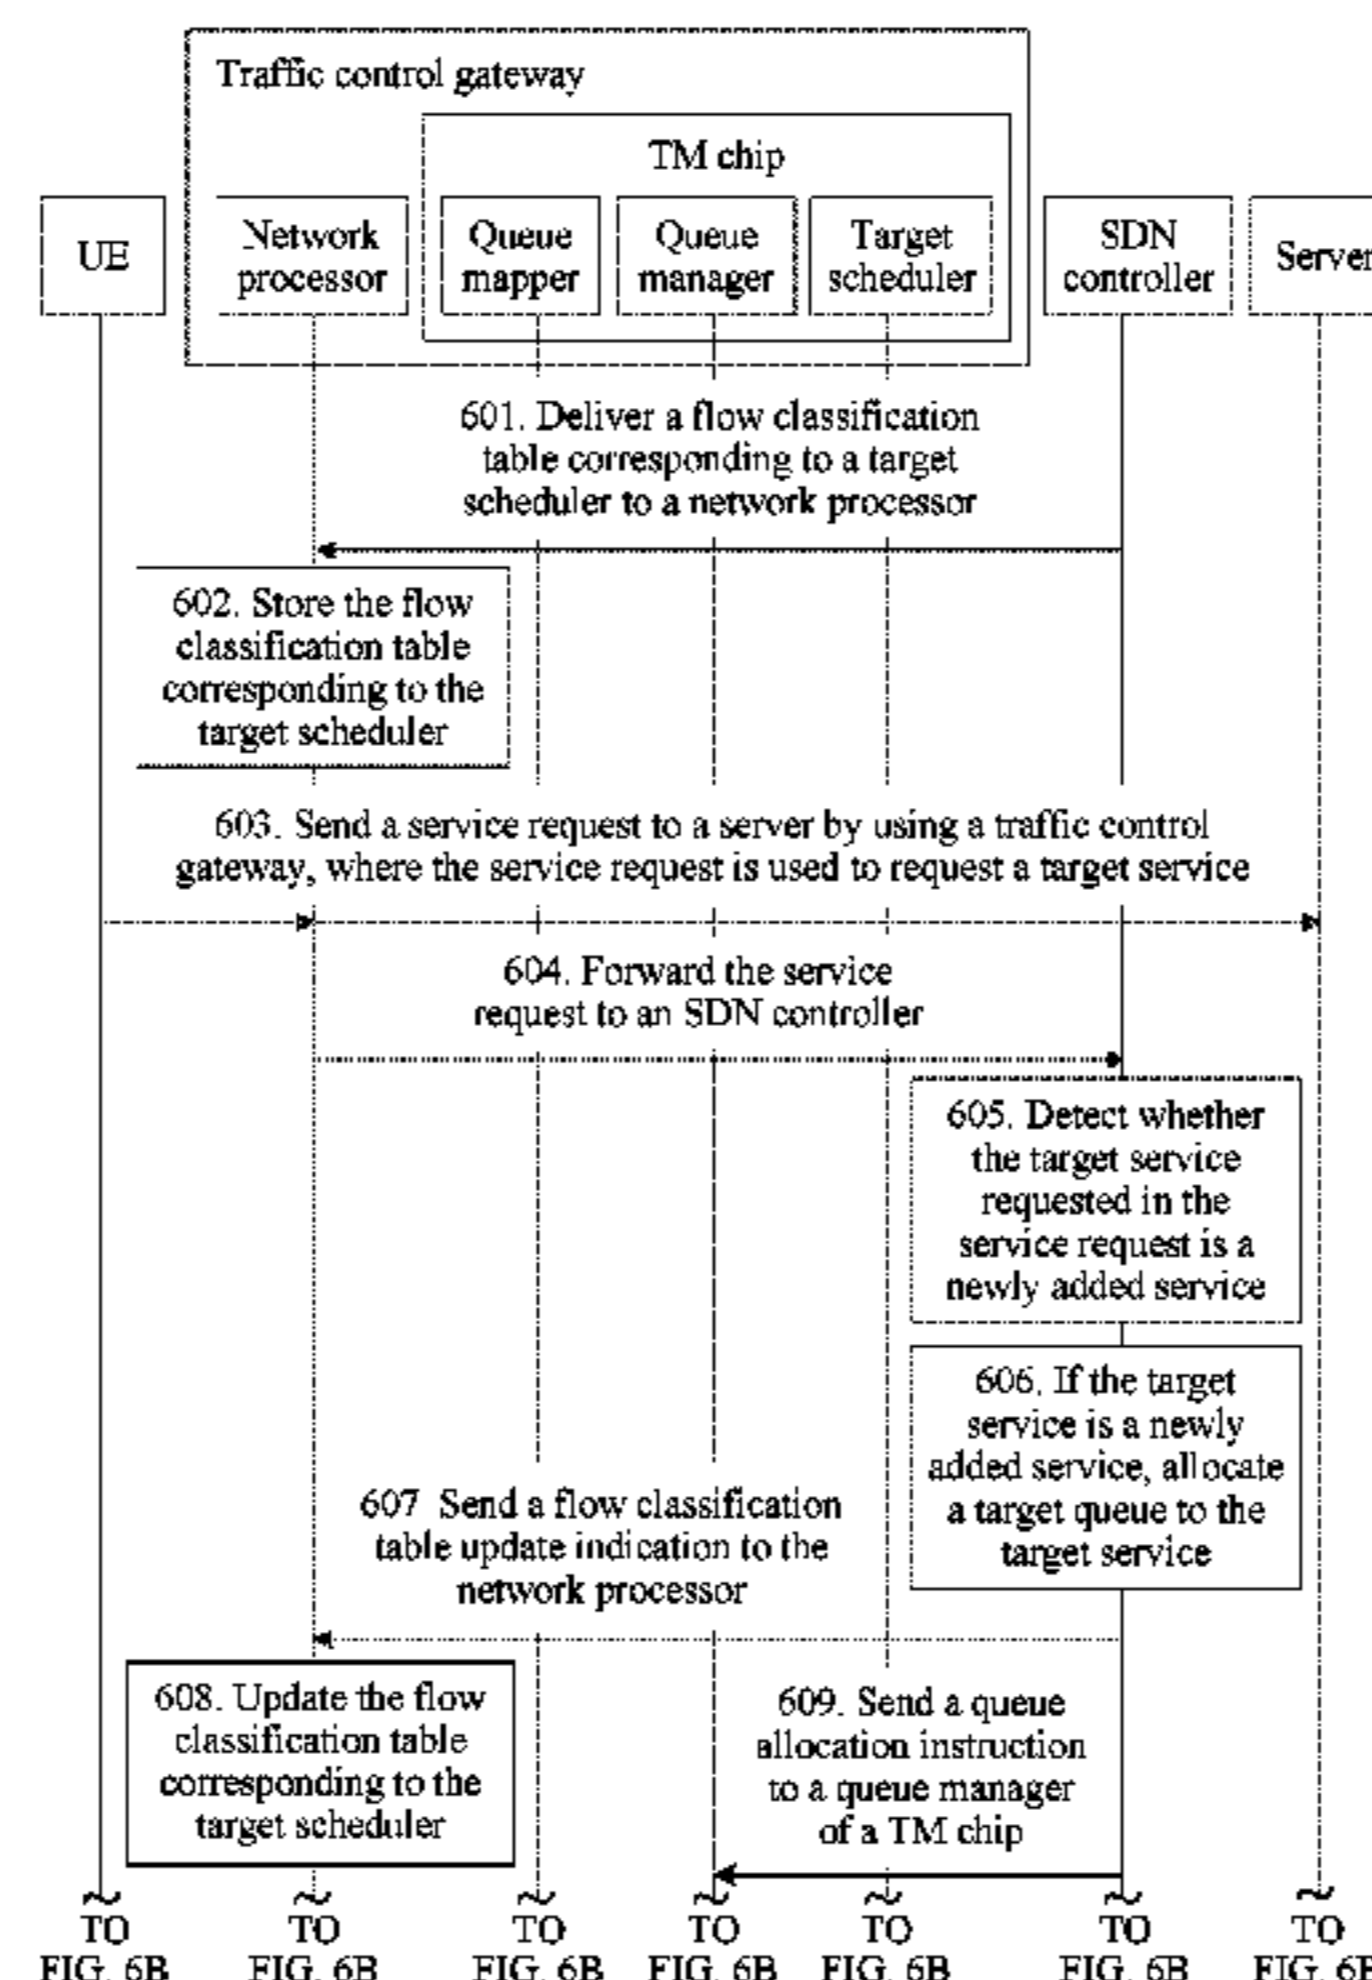 Traffic control gateway
TM chip
UE
Network
processor
Queue
mapper
Queue
manager
Target
scheduler
SDN
controller
Server
601. Deliver a flow classification
table corresponding to a target
scheduler to a network processor
602. Store the flow
classification table
corresponding to the
target scheduler
603. Send a service request to a server by using a traffic control
gateway, where the service request is used to request a target service
604. Forward the service
request to an SDN controller
605. Detect whether
the target service
requested in the
service request is a
newly added service
606. If the target
service is a newly
added service, allocate
a target queue to the
target service
607 Send a flow classification
table update indication to the
network processor
608. Update the flow
classification table
corresponding to the
target scheduler
609. Send a queue
allocation instruction
to a queue manager
of a TM chip
TO
FIG. 6B
TO
FIG. 6B
TO
FIG. 6B
TO
FIG. 6B
TO
FIG. 6B
TO
FIG. 6B
TO
FIG. 6B